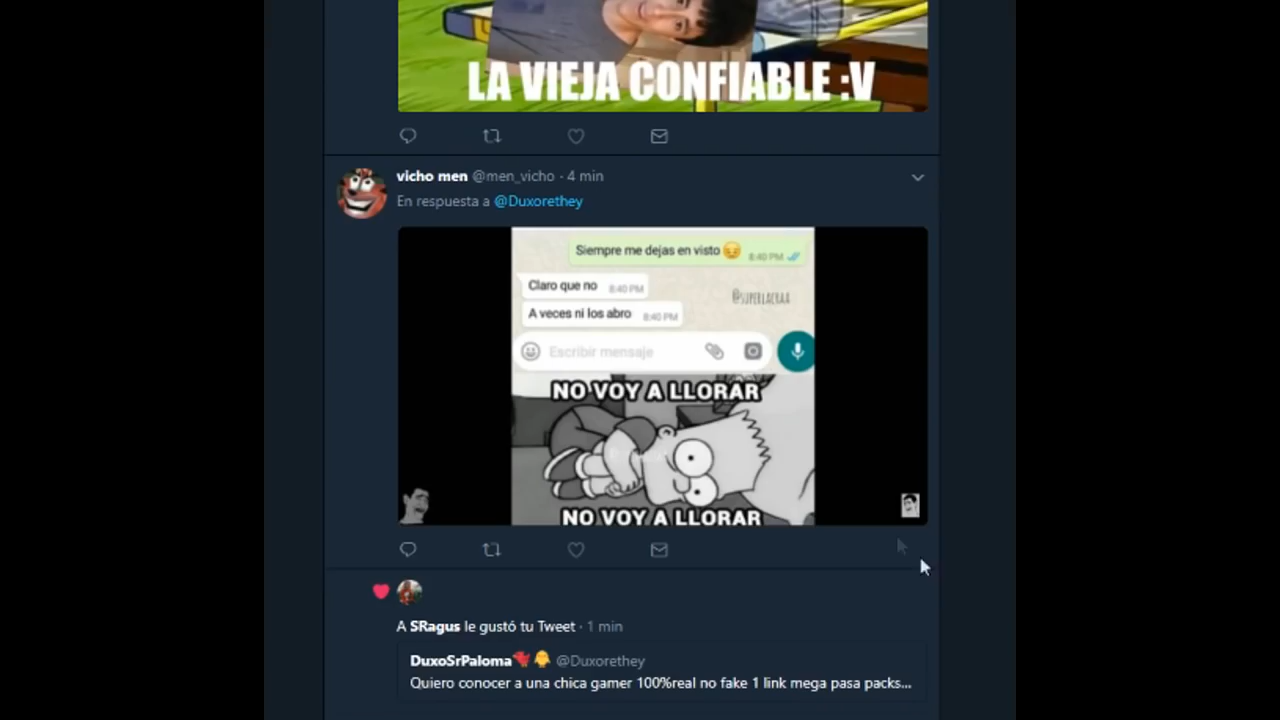 LA VIEJA CONFIABLE :V
vicho men @men_vicho · 4 min
En respuesta a @Duxorethey
Siempre me dejas en visto 😔 8:40 PM
Claro que no 8:40 PM
@SUPERLACRAA
A veces ni los abro 8:40 PM
Escribir mensaje
NO VOY A LLORAR
NO VOY A LLORAR
A SRagus le gustó tu Tweet · 1 min
DuxoSrPaloma @Duxorethey
Quiero conocer a una chica gamer 100%real no fake 1 link mega pasa packs...